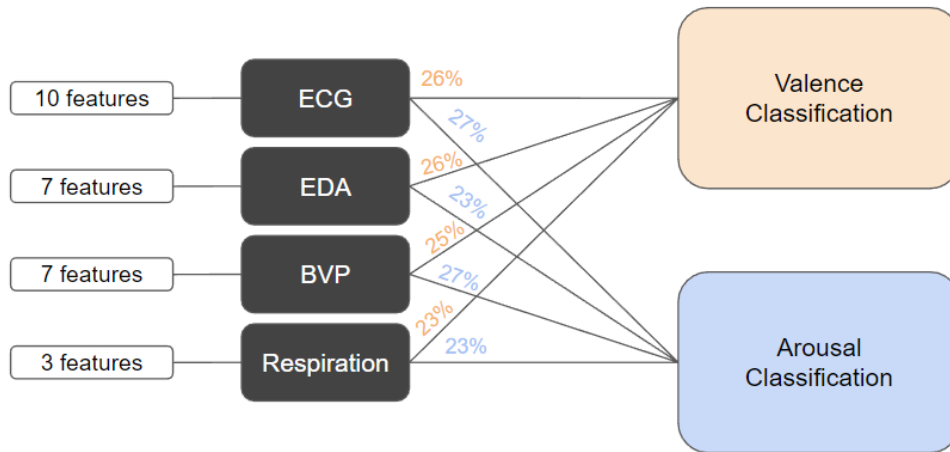 10 features
ECG
26%
27%
Valence
Classification
7 features
EDA
26%
23%
7 features
BVP
25%
27%
3 features
Respiration
23%
23%
Arousal
Classification